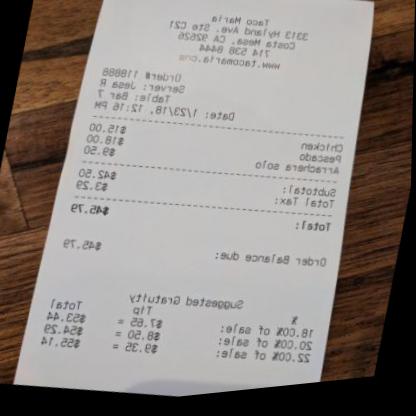 Taco Maria
3313 Hyland Ave. Ste C21
Costa Mesa, CA 92626
714 538 8444
www.tacomaria.com
Order# 118888
Server: Jesa R
Table: Bar 7
Date: 1/23/18, 12:16 PM
Chicken $15.00
Pescado $18.00
Arrachera solo $9.50
Subtotal: $42.50
Total Tax: $3.29
Total: $45.79
Order Balance due: $45.79
Suggested Gratuity
% Tip Total
18.00% of sale: $7.65 = $53.44
20.00% of sale: $8.50 = $54.29
22.00% of sale: $9.35 = $55.14